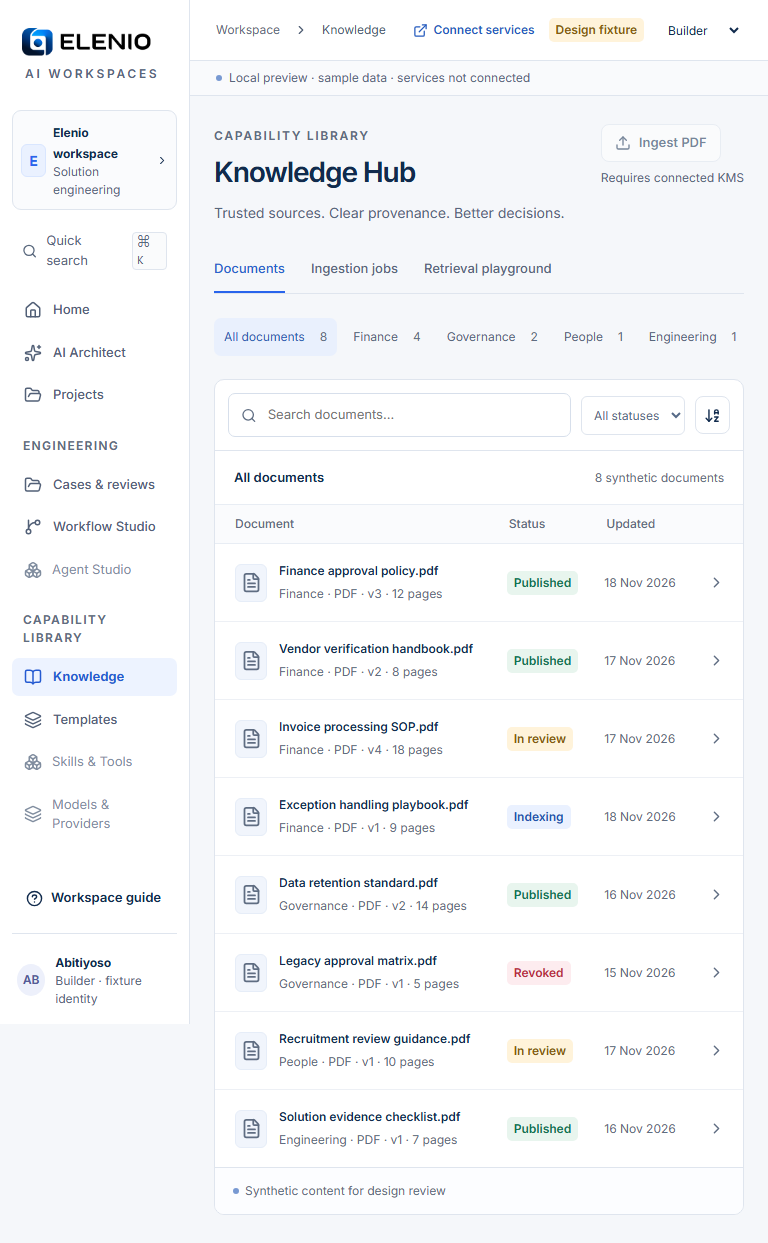 ELENIO
AI WORKSPACES
E
Elenio
workspace
Solution
engineering
Quick
search
⌘
K
Home
AI Architect
Projects
ENGINEERING
Cases & reviews
Workflow Studio
Agent Studio
CAPABILITY
LIBRARY
Knowledge
Templates
Skills & Tools
Models &
Providers
Workspace guide
AB
Abitiyoso
Builder · fixture
identity
Workspace > Knowledge
Connect services
Design fixture
Builder
Local preview · sample data · services not connected
CAPABILITY LIBRARY
Knowledge Hub
Trusted sources. Clear provenance. Better decisions.
Ingest PDF
Requires connected KMS
Documents Ingestion jobs Retrieval playground
All documents 8 Finance 4 Governance 2 People 1 Engineering 1
Search documents...
All statuses
All documents
8 synthetic documents
Document Status Updated
Finance approval policy.pdf
Finance · PDF · v3 · 12 pages
Published
18 Nov 2026
Vendor verification handbook.pdf
Finance · PDF · v2 · 8 pages
Published
17 Nov 2026
Invoice processing SOP.pdf
Finance · PDF · v4 · 18 pages
In review
17 Nov 2026
Exception handling playbook.pdf
Finance · PDF · v1 · 9 pages
Indexing
18 Nov 2026
Data retention standard.pdf
Governance · PDF · v2 · 14 pages
Published
16 Nov 2026
Legacy approval matrix.pdf
Governance · PDF · v1 · 5 pages
Revoked
15 Nov 2026
Recruitment review guidance.pdf
People · PDF · v1 · 10 pages
In review
17 Nov 2026
Solution evidence checklist.pdf
Engineering · PDF · v1 · 7 pages
Published
16 Nov 2026
Synthetic content for design review